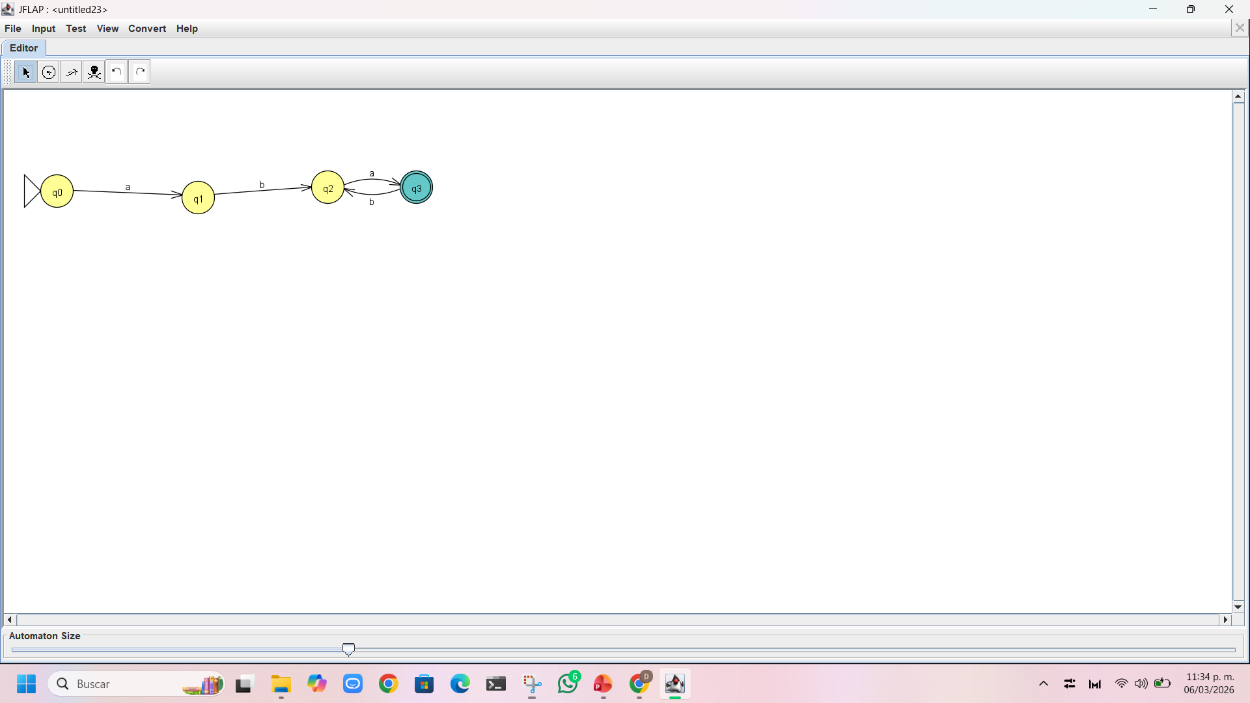 JFLAP : <untitled23>
File Input Test View Convert Help
Editor
q0 a q1 b q2 a b q3
Automaton Size
Buscar
6
D
11:34 p. m.
06/03/2026